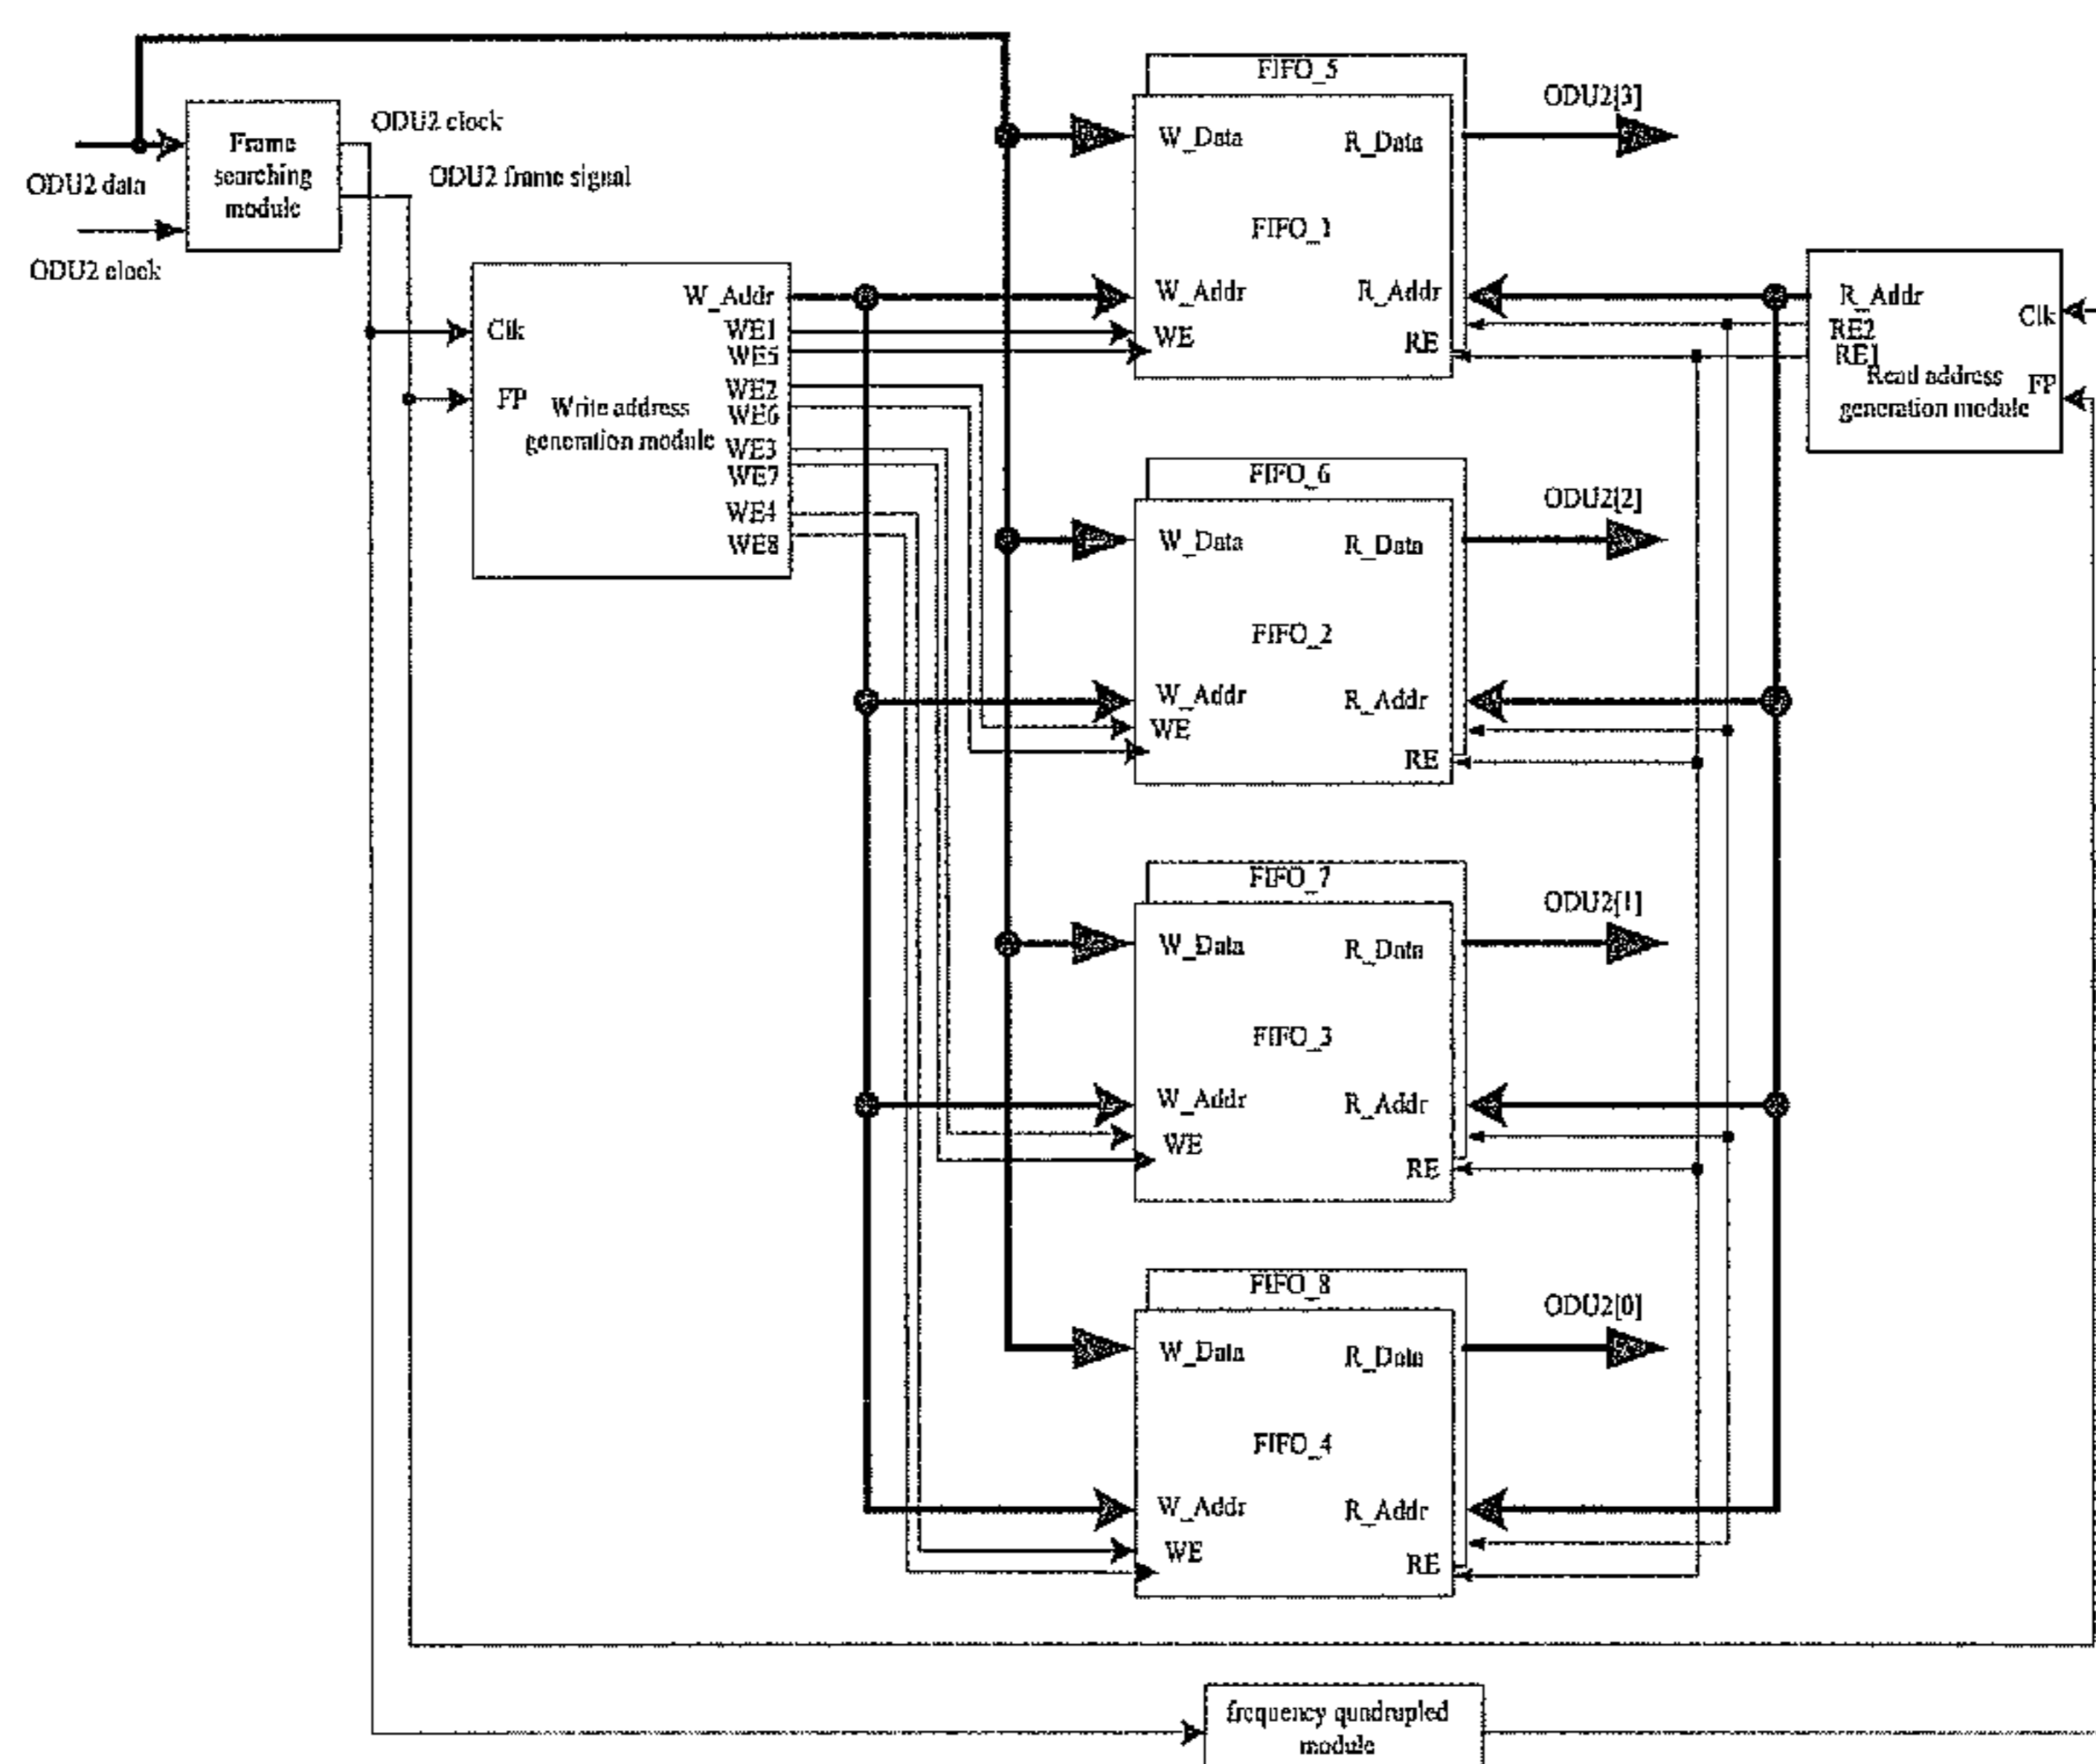 FIFO_5
ODU2[3]
Frame
searching
module
ODU2 clock
ODU2 data
ODU2 frame signal
ODU2 clock
W_Data
R_Data
FIFO_1
W_Addr
R_Addr
WE
RE
W_Addr
WE1
WE5
WE2
WE6
WE3
WE7
WE4
WE8
Clk
FP
Write address
generation module
R_Addr
RE2
RE1
Clk
FP
Read address
generation module
FIFO_6
ODU2[2]
W_Data
R_Data
FIFO_2
W_Addr
R_Addr
WE
RE
FIFO_7
ODU2[1]
W_Data
R_Data
FIFO_3
W_Addr
R_Addr
WE
RE
FIFO_8
ODU2[0]
W_Data
R_Data
FIFO_4
W_Addr
R_Addr
WE
RE
frequency quadrupled
module